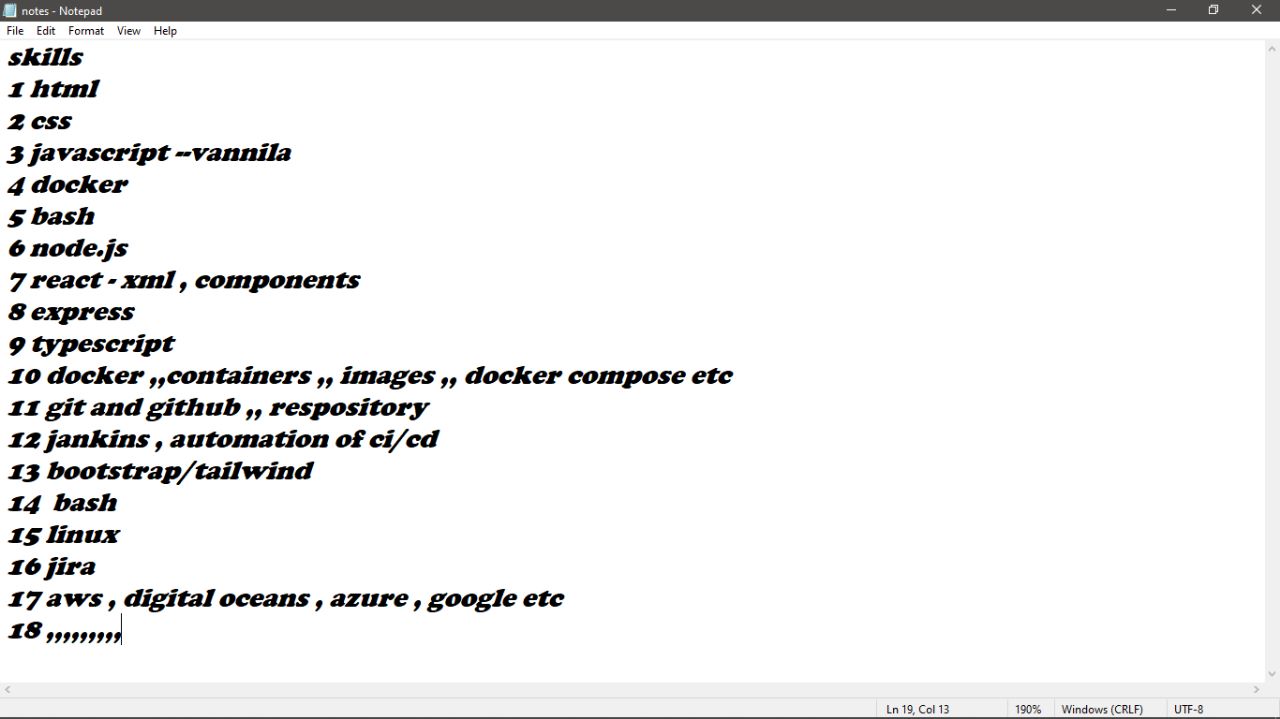 notes - Notepad
File Edit Format View Help
skills
1 html
2 css
3 javascript --vannila
4 docker
5 bash
6 node.js
7 react - xml , components
8 express
9 typescript
10 docker ,,containers ,, images ,, docker compose etc
11 git and github ,, respository
12 jankins , automation of ci/cd
13 bootstrap/tailwind
14  bash
15 linux
16 jira
17 aws , digital oceans , azure , google etc
18 ,,,,,,,,,
Ln 19, Col 13 190% Windows (CRLF) UTF-8